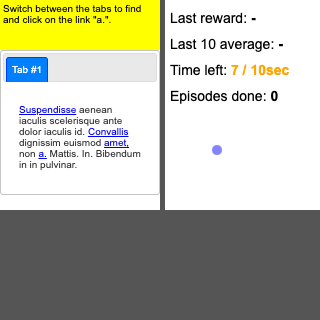 Switch between the tabs to find
and click on the link "a.".
Tab #1
Suspendisse aenean
iaculis scelerisque ante
dolor iaculis id. Convallis
dignissim euismod amet,
non a. Mattis. In. Bibendum
in in pulvinar.
Last reward: -
Last 10 average: -
Time left: 7 / 10sec
Episodes done: 0